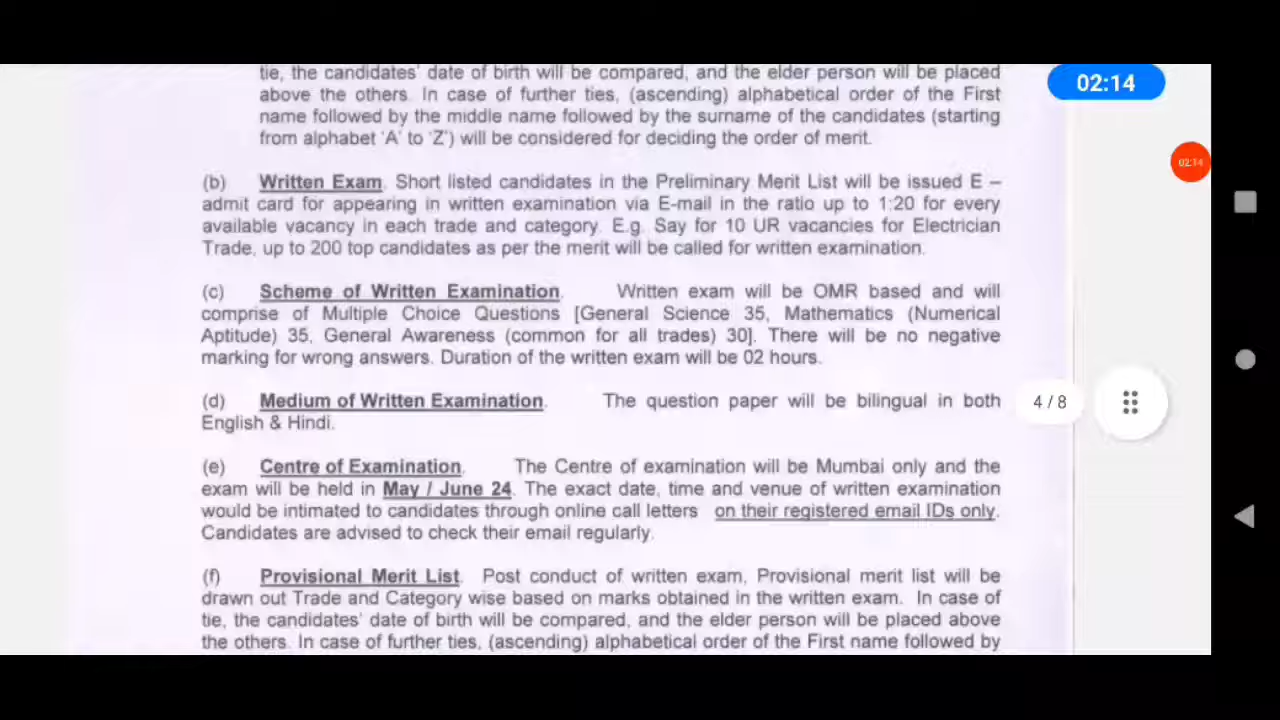 tie, the candidates' date of birth will be compared, and the elder person will be placed
02:14
above the others. In case of further ties, (ascending) alphabetical order of the First
name followed by the middle name followed by the surname of the candidates (starting
from alphabet 'A' to 'Z') will be considered for deciding the order of merit.
02:14
(b) Written Exam. Short listed candidates in the Preliminary Merit List will be issued E –
admit card for appearing in written examination via E-mail in the ratio up to 1:20 for every
available vacancy in each trade and category. E.g. Say for 10 UR vacancies for Electrician
Trade, up to 200 top candidates as per the merit will be called for written examination.
(c) Scheme of Written Examination. Written exam will be OMR based and will
comprise of Multiple Choice Questions [General Science 35, Mathematics (Numerical
Aptitude) 35, General Awareness (common for all trades) 30]. There will be no negative
marking for wrong answers. Duration of the written exam will be 02 hours.
(d) Medium of Written Examination. The question paper will be bilingual in both
English & Hindi.
4 / 8
(e) Centre of Examination. The Centre of examination will be Mumbai only and the
exam will be held in May / June 24. The exact date, time and venue of written examination
would be intimated to candidates through online call letters on their registered email IDs only.
Candidates are advised to check their email regularly.
(f) Provisional Merit List. Post conduct of written exam, Provisional merit list will be
drawn out Trade and Category wise based on marks obtained in the written exam. In case of
tie, the candidates' date of birth will be compared, and the elder person will be placed above
the others. In case of further ties, (ascending) alphabetical order of the First name followed by